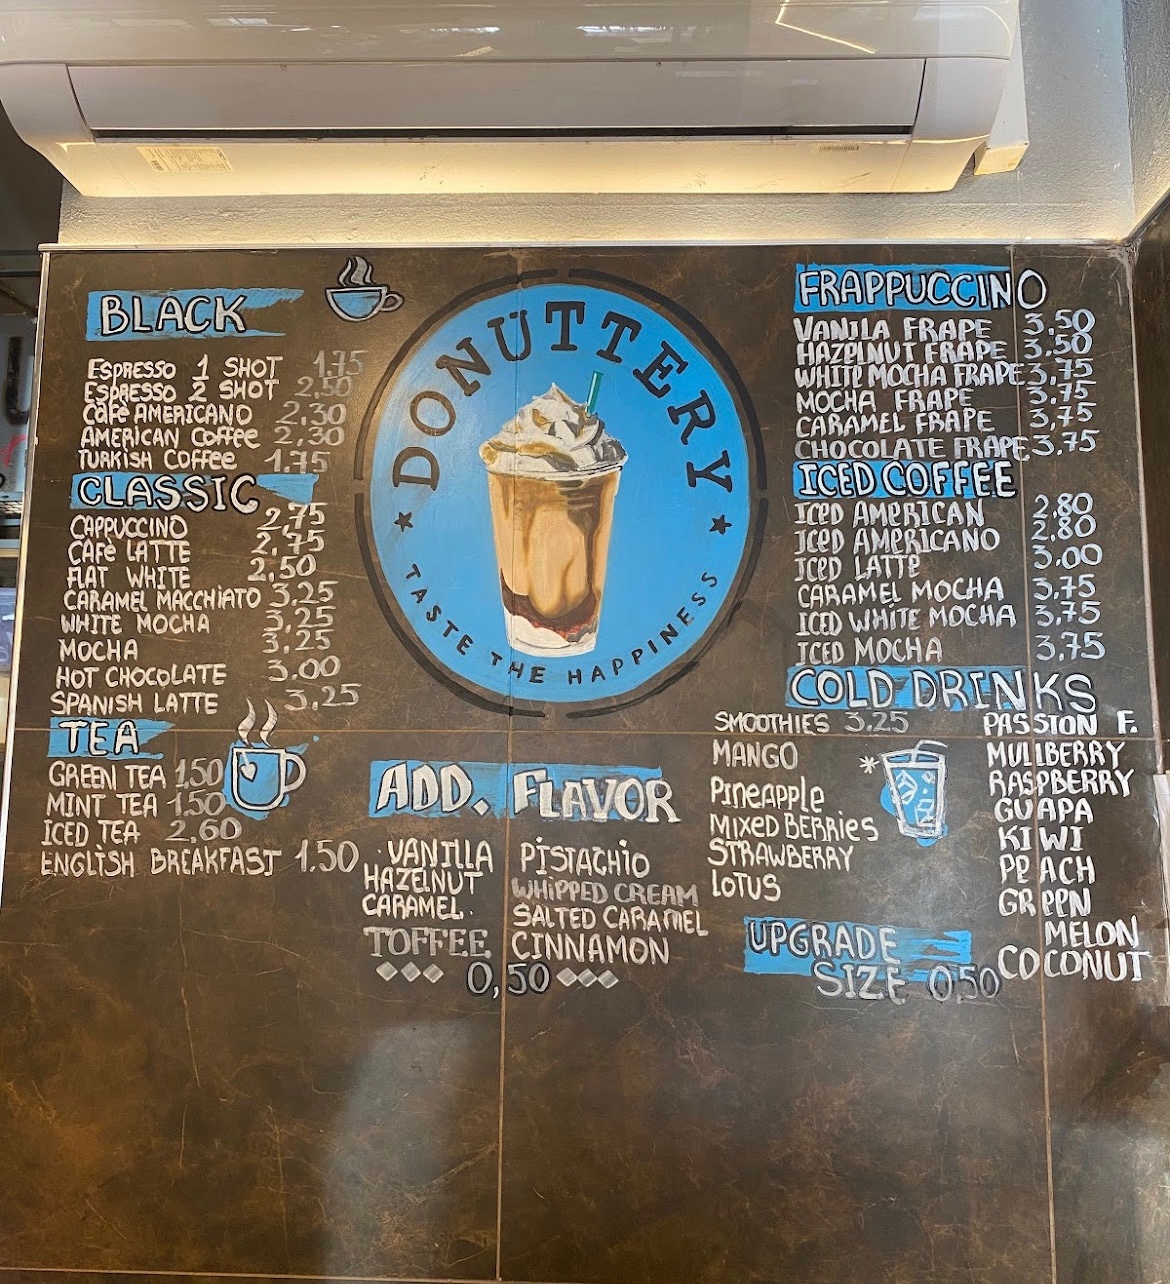 BLACK
ESPRESSO 1 SHOT 1.75
ESPRESSO 2 SHOT 2,50
CAFè AMERICANO 2,30
AMERICAN COFFEE 2,30
TURKISH COFFEE 1.75
CLASSIC
CAPPUCCINO 2,75
CAFè LATTE 2,75
FLAT WHITE 2,50
CARAMEL MACCHIATO 3.25
WHITE MOCHA 3,25
MOCHA 3,25
HOT CHOCOLATE 3.00
SPANISH LATTE 3,25
TEA
GREEN TEA 1.50
MINT TEA 1.50
ICED TEA 2.60
ENGLISH BREAKFAST 1.50
DONUTTERY
TASTE THE HAPPINESS
ADD. FLAVOR
VANILLA
HAZELNUT
CARAMEL.
TOFFEE
PISTACHIO
WHIPPED CREAM
SALTED CARAMEL
CINNAMON
0,50
FRAPPUCCINO
VANILA FRAPE 3.50
HAZELNUT FRAPE 3.50
WHITE MOCHA FRAPE 3,75
MOCHA FRAPE 3,75
CARAMEL FRAPE 3,75
CHOCOLATE FRAPE 3,75
ICED COFFEE
ICED AMERICAN 2,80
ICED AMERICANO 2,80
ICED LATTE 3,00
CARAMEL MOCHA 3,75
ICED WHITE MOCHA 3,75
ICED MOCHA 3,75
COLD DRINKS
SMOOTHIES 3.25
MANGO
PINEAPPLE
MIXED BERRIES
STRAWBERRY
LOTUS
PASSION F.
MULLBERRY
RASPBERRY
GUAPA
KIWI
PEACH
GREEN
MELON
COCONUT
UPGRADE
SIZE 0,50